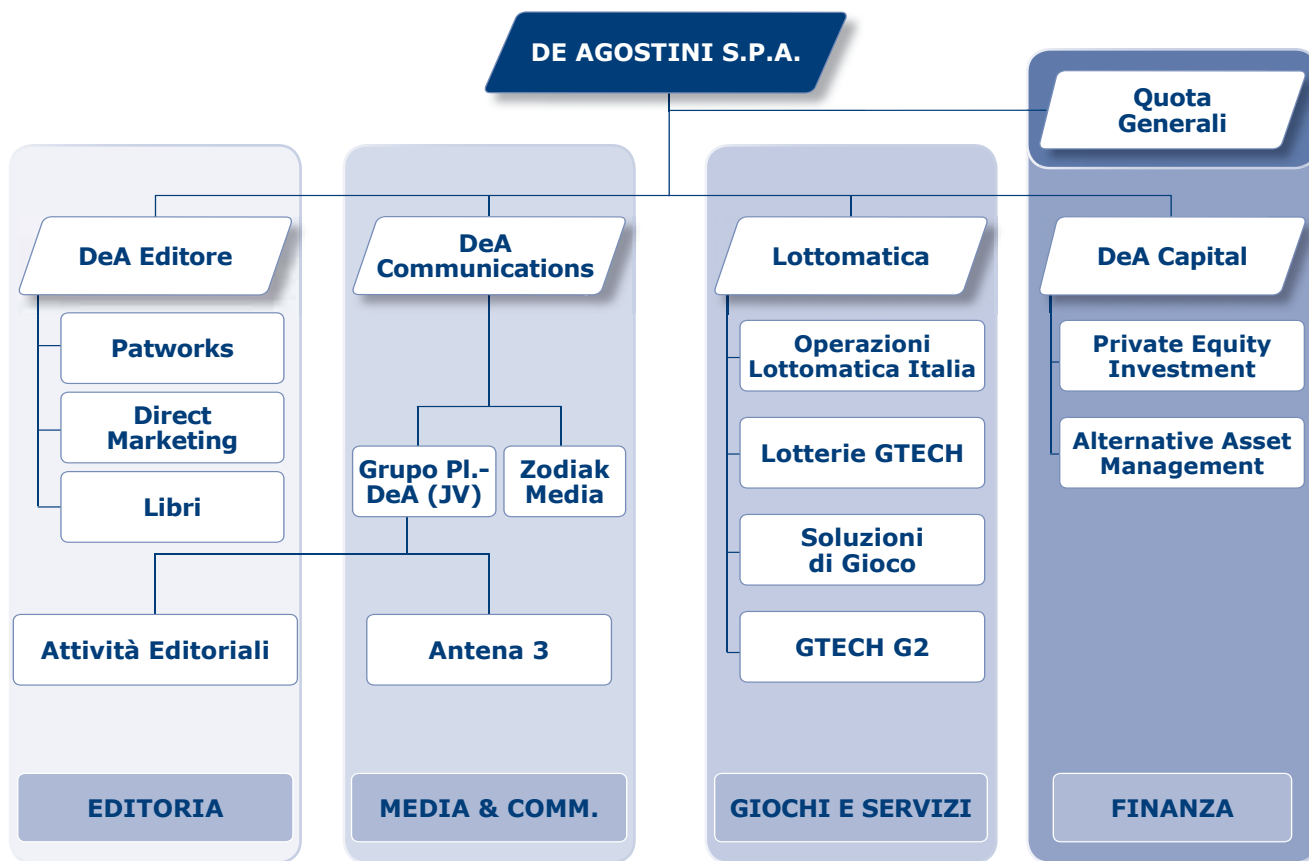 DE AGOSTINI S.P.A.
Quota
Generali
DeA Editore
DeA
Communications
Lottomatica
DeA Capital
Patworks
Direct
Marketing
Libri
Grupo Pl.-
DeA (JV)
Zodiak
Media
Operazioni
Lottomatica Italia
Lotterie GTECH
Soluzioni
di Gioco
GTECH G2
Private Equity
Investment
Alternative Asset
Management
Attività Editoriali
Antena 3
EDITORIA
MEDIA & COMM.
GIOCHI E SERVIZI
FINANZA